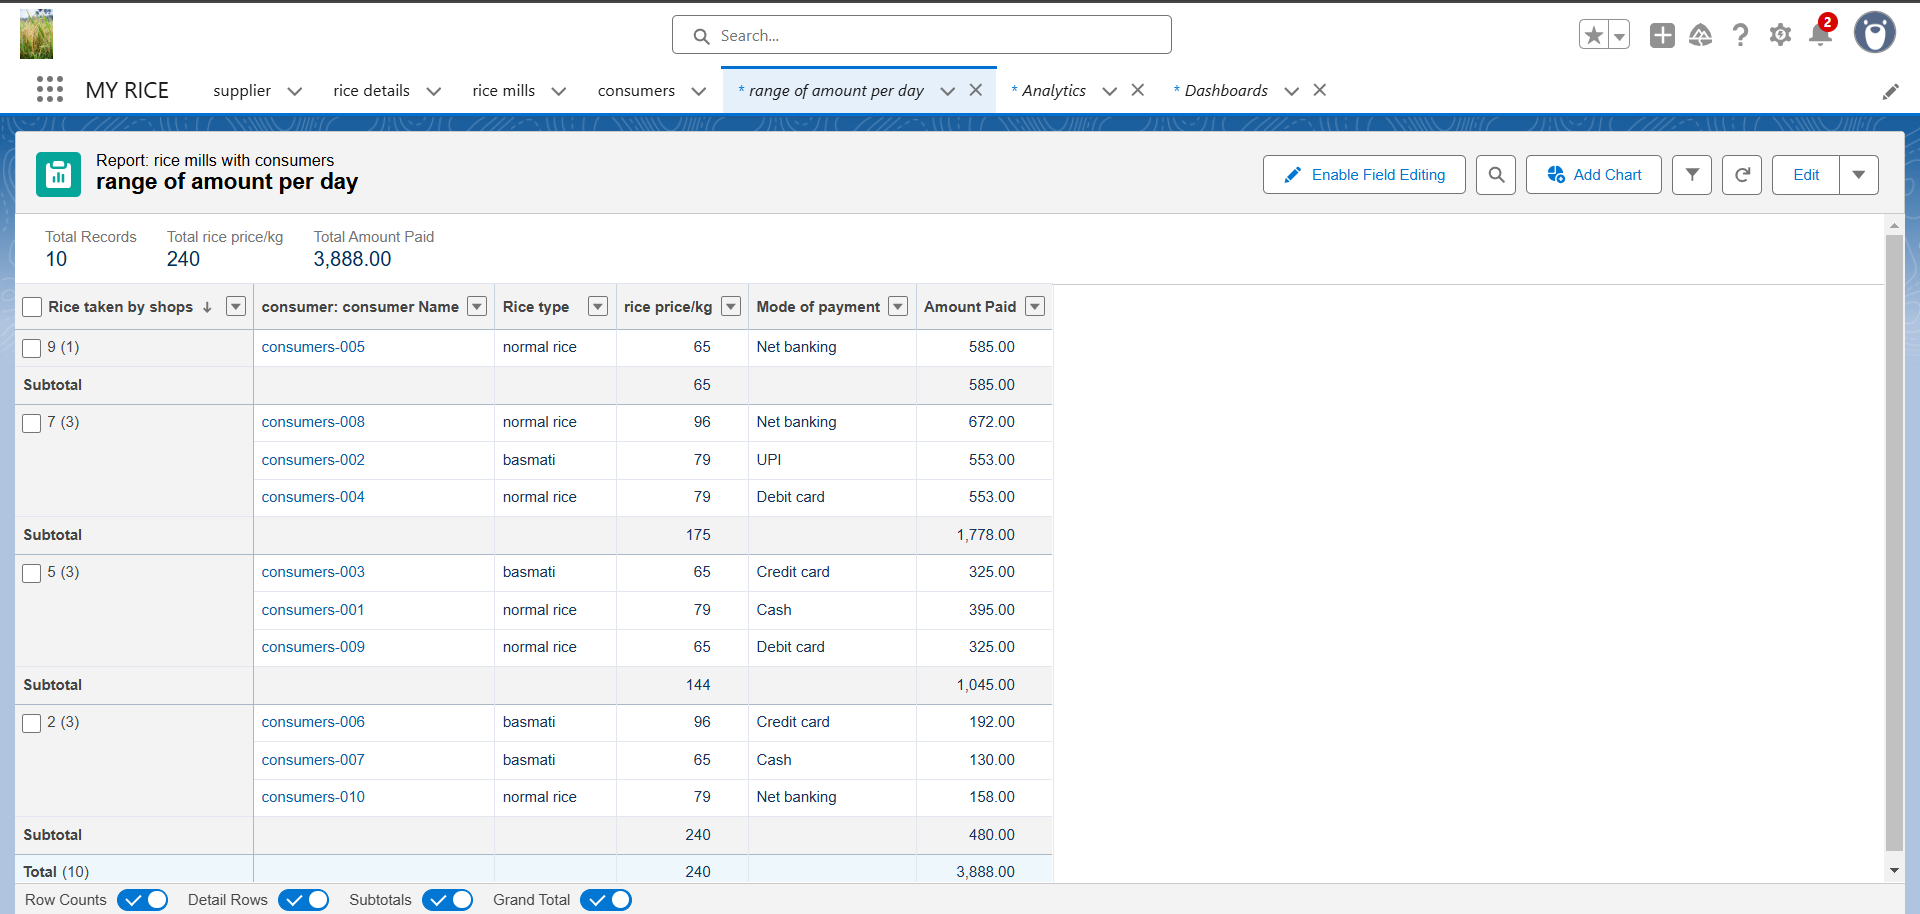 Search...
2
MY RICE
supplier
rice details
rice mills
consumers
* range of amount per day
* Analytics
* Dashboards
Report: rice mills with consumers
range of amount per day
Enable Field Editing
Add Chart
Edit
Total Records Total rice price/kg Total Amount Paid
10 240 3,888.00
Rice taken by shops ↓ consumer: consumer Name Rice type rice price/kg Mode of payment Amount Paid
9 (1) consumers-005 normal rice 65 Net banking 585.00
Subtotal 65 585.00
7 (3) consumers-008 normal rice 96 Net banking 672.00
consumers-002 basmati 79 UPI 553.00
consumers-004 normal rice 79 Debit card 553.00
Subtotal 175 1,778.00
5 (3) consumers-003 basmati 65 Credit card 325.00
consumers-001 normal rice 79 Cash 395.00
consumers-009 normal rice 65 Debit card 325.00
Subtotal 144 1,045.00
2 (3) consumers-006 basmati 96 Credit card 192.00
consumers-007 basmati 65 Cash 130.00
consumers-010 normal rice 79 Net banking 158.00
Subtotal 240 480.00
Total (10) 240 3,888.00
Row Counts Detail Rows Subtotals Grand Total